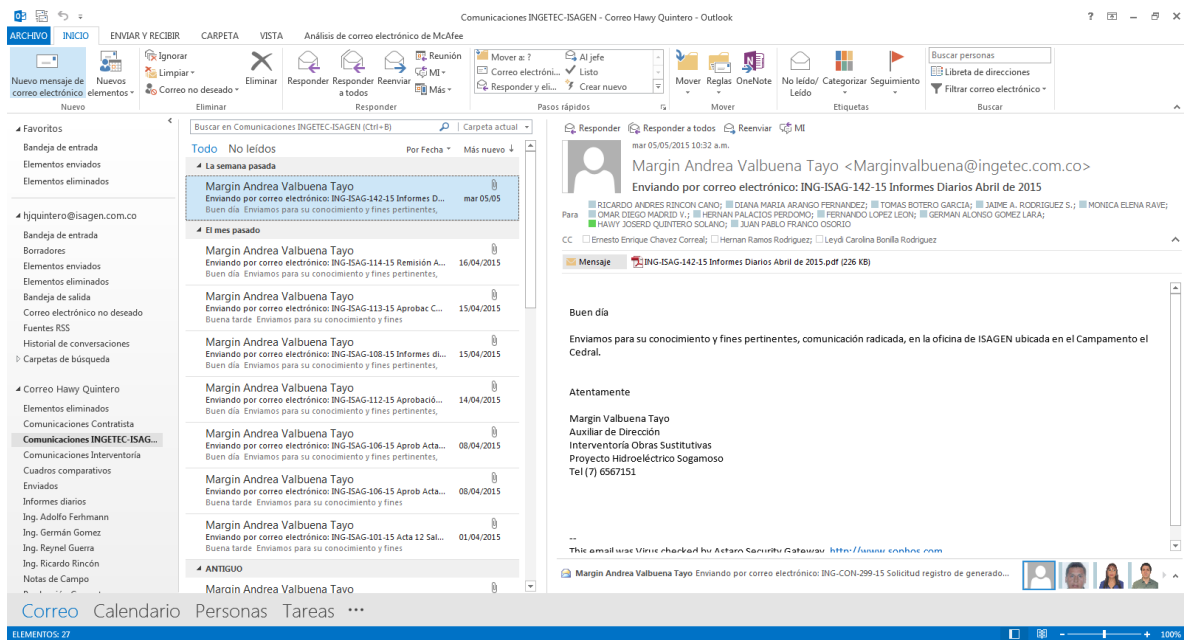 Comunicaciones INGETEC-ISAGEN - Correo Hawy Quintero - Outlook
ARCHIVO INICIO ENVIAR Y RECIBIR CARPETA VISTA Análisis de correo electrónico de McAfee
Nuevo mensaje de correo electrónico
Nuevos elementos
Nuevo
Ignorar
Limpiar
Correo no deseado
Eliminar
Eliminar
Responder
Responder a todos
Reenviar
Reunión
MI
Más
Responder
Mover a: ?
Correo electróni...
Responder y eli...
Al jefe
Listo
Crear nuevo
Pasos rápidos
Mover
Reglas
OneNote
Mover
No leído/ Leído
Categorizar
Seguimiento
Etiquetas
Buscar personas
Libreta de direcciones
Filtrar correo electrónico
Buscar
Favoritos
Bandeja de entrada
Elementos enviados
Elementos eliminados
hjquintero@isagen.com.co
Bandeja de entrada
Borradores
Elementos enviados
Elementos eliminados
Bandeja de salida
Correo electrónico no deseado
Fuentes RSS
Historial de conversaciones
Carpetas de búsqueda
Correo Hawy Quintero
Elementos eliminados
Comunicaciones Contratista
Comunicaciones INGETEC-ISAG...
Comunicaciones Interventoría
Cuadros comparativos
Enviados
Informes diarios
Ing. Adolfo Ferhmann
Ing. Germán Gomez
Ing. Reynel Guerra
Ing. Ricardo Rincón
Notas de Campo
Buscar en Comunicaciones INGETEC-ISAGEN (Ctrl+B) Carpeta actual
Todo No leídos Por Fecha Más nuevo
La semana pasada
Margin Andrea Valbuena Tayo
Enviando por correo electrónico: ING-ISAG-142-15 Informes D... mar 05/05
Buen día Enviamos para su conocimiento y fines pertinentes,
El mes pasado
Margin Andrea Valbuena Tayo
Enviando por correo electrónico: ING-ISAG-114-15 Remisión A... 16/04/2015
Buen día Enviamos para su conocimiento y fines pertinentes,
Margin Andrea Valbuena Tayo
Enviando por correo electrónico: ING-ISAG-113-15 Aprobac C... 15/04/2015
Buena tarde Enviamos para su conocimiento y fines
Margin Andrea Valbuena Tayo
Enviando por correo electrónico: ING-ISAG-108-15 Informes di... 15/04/2015
Buen día Enviamos para su conocimiento y fines pertinentes,
Margin Andrea Valbuena Tayo
Enviando por correo electrónico: ING-ISAG-112-15 Aprobació... 14/04/2015
Buen día Enviamos para su conocimiento y fines pertinentes,
Margin Andrea Valbuena Tayo
Enviando por correo electrónico: ING-ISAG-106-15 Aprob Acta... 08/04/2015
Buen día Enviamos para su conocimiento y fines pertinentes,
Margin Andrea Valbuena Tayo
Enviando por correo electrónico: ING-ISAG-106-15 Aprob Acta... 08/04/2015
Buena tarde Enviamos para su conocimiento y fines
Margin Andrea Valbuena Tayo
Enviando por correo electrónico: ING-ISAG-101-15 Acta 12 Sal... 01/04/2015
Buena tarde Enviamos para su conocimiento y fines
ANTIGUO
Margin Andrea Valbuena Tayo
Responder Responder a todos Reenviar MI
mar 05/05/2015 10:32 a.m.
Margin Andrea Valbuena Tayo <Marginvalbuena@ingetec.com.co>
Enviando por correo electrónico: ING-ISAG-142-15 Informes Diarios Abril de 2015
Para RICARDO ANDRES RINCON CANO; DIANA MARIA ARANGO FERNANDEZ; TOMAS BOTERO GARCIA; JAIME A. RODRIGUEZ S.; MONICA ELENA RAVE;
OMAR DIEGO MADRID V.; HERNAN PALACIOS PERDOMO; FERNANDO LOPEZ LEON; GERMAN ALONSO GOMEZ LARA;
HAWY JOSERD QUINTERO SOLANO; JUAN PABLO FRANCO OSORIO
CC Ernesto Enrique Chavez Correal; Hernan Ramos Rodriguez; Leydi Carolina Bonilla Rodriguez
Mensaje ING-ISAG-142-15 Informes Diarios Abril de 2015.pdf (226 KB)
Buen día
Enviamos para su conocimiento y fines pertinentes, comunicación radicada, en la oficina de ISAGEN ubicada en el Campamento el
Cedral.
Atentamente
Margin Valbuena Tayo
Auxiliar de Dirección
Interventoría Obras Sustitutivas
Proyecto Hidroeléctrico Sogamoso
Tel (7) 6567151
--
This email was Virus checked by Astaro Security Gateway. http://www.sophos.com
Margin Andrea Valbuena Tayo Enviando por correo electrónico: ING-CON-299-15 Solicitud registro de generado...
Correo Calendario Personas Tareas ...
ELEMENTOS: 27 100%